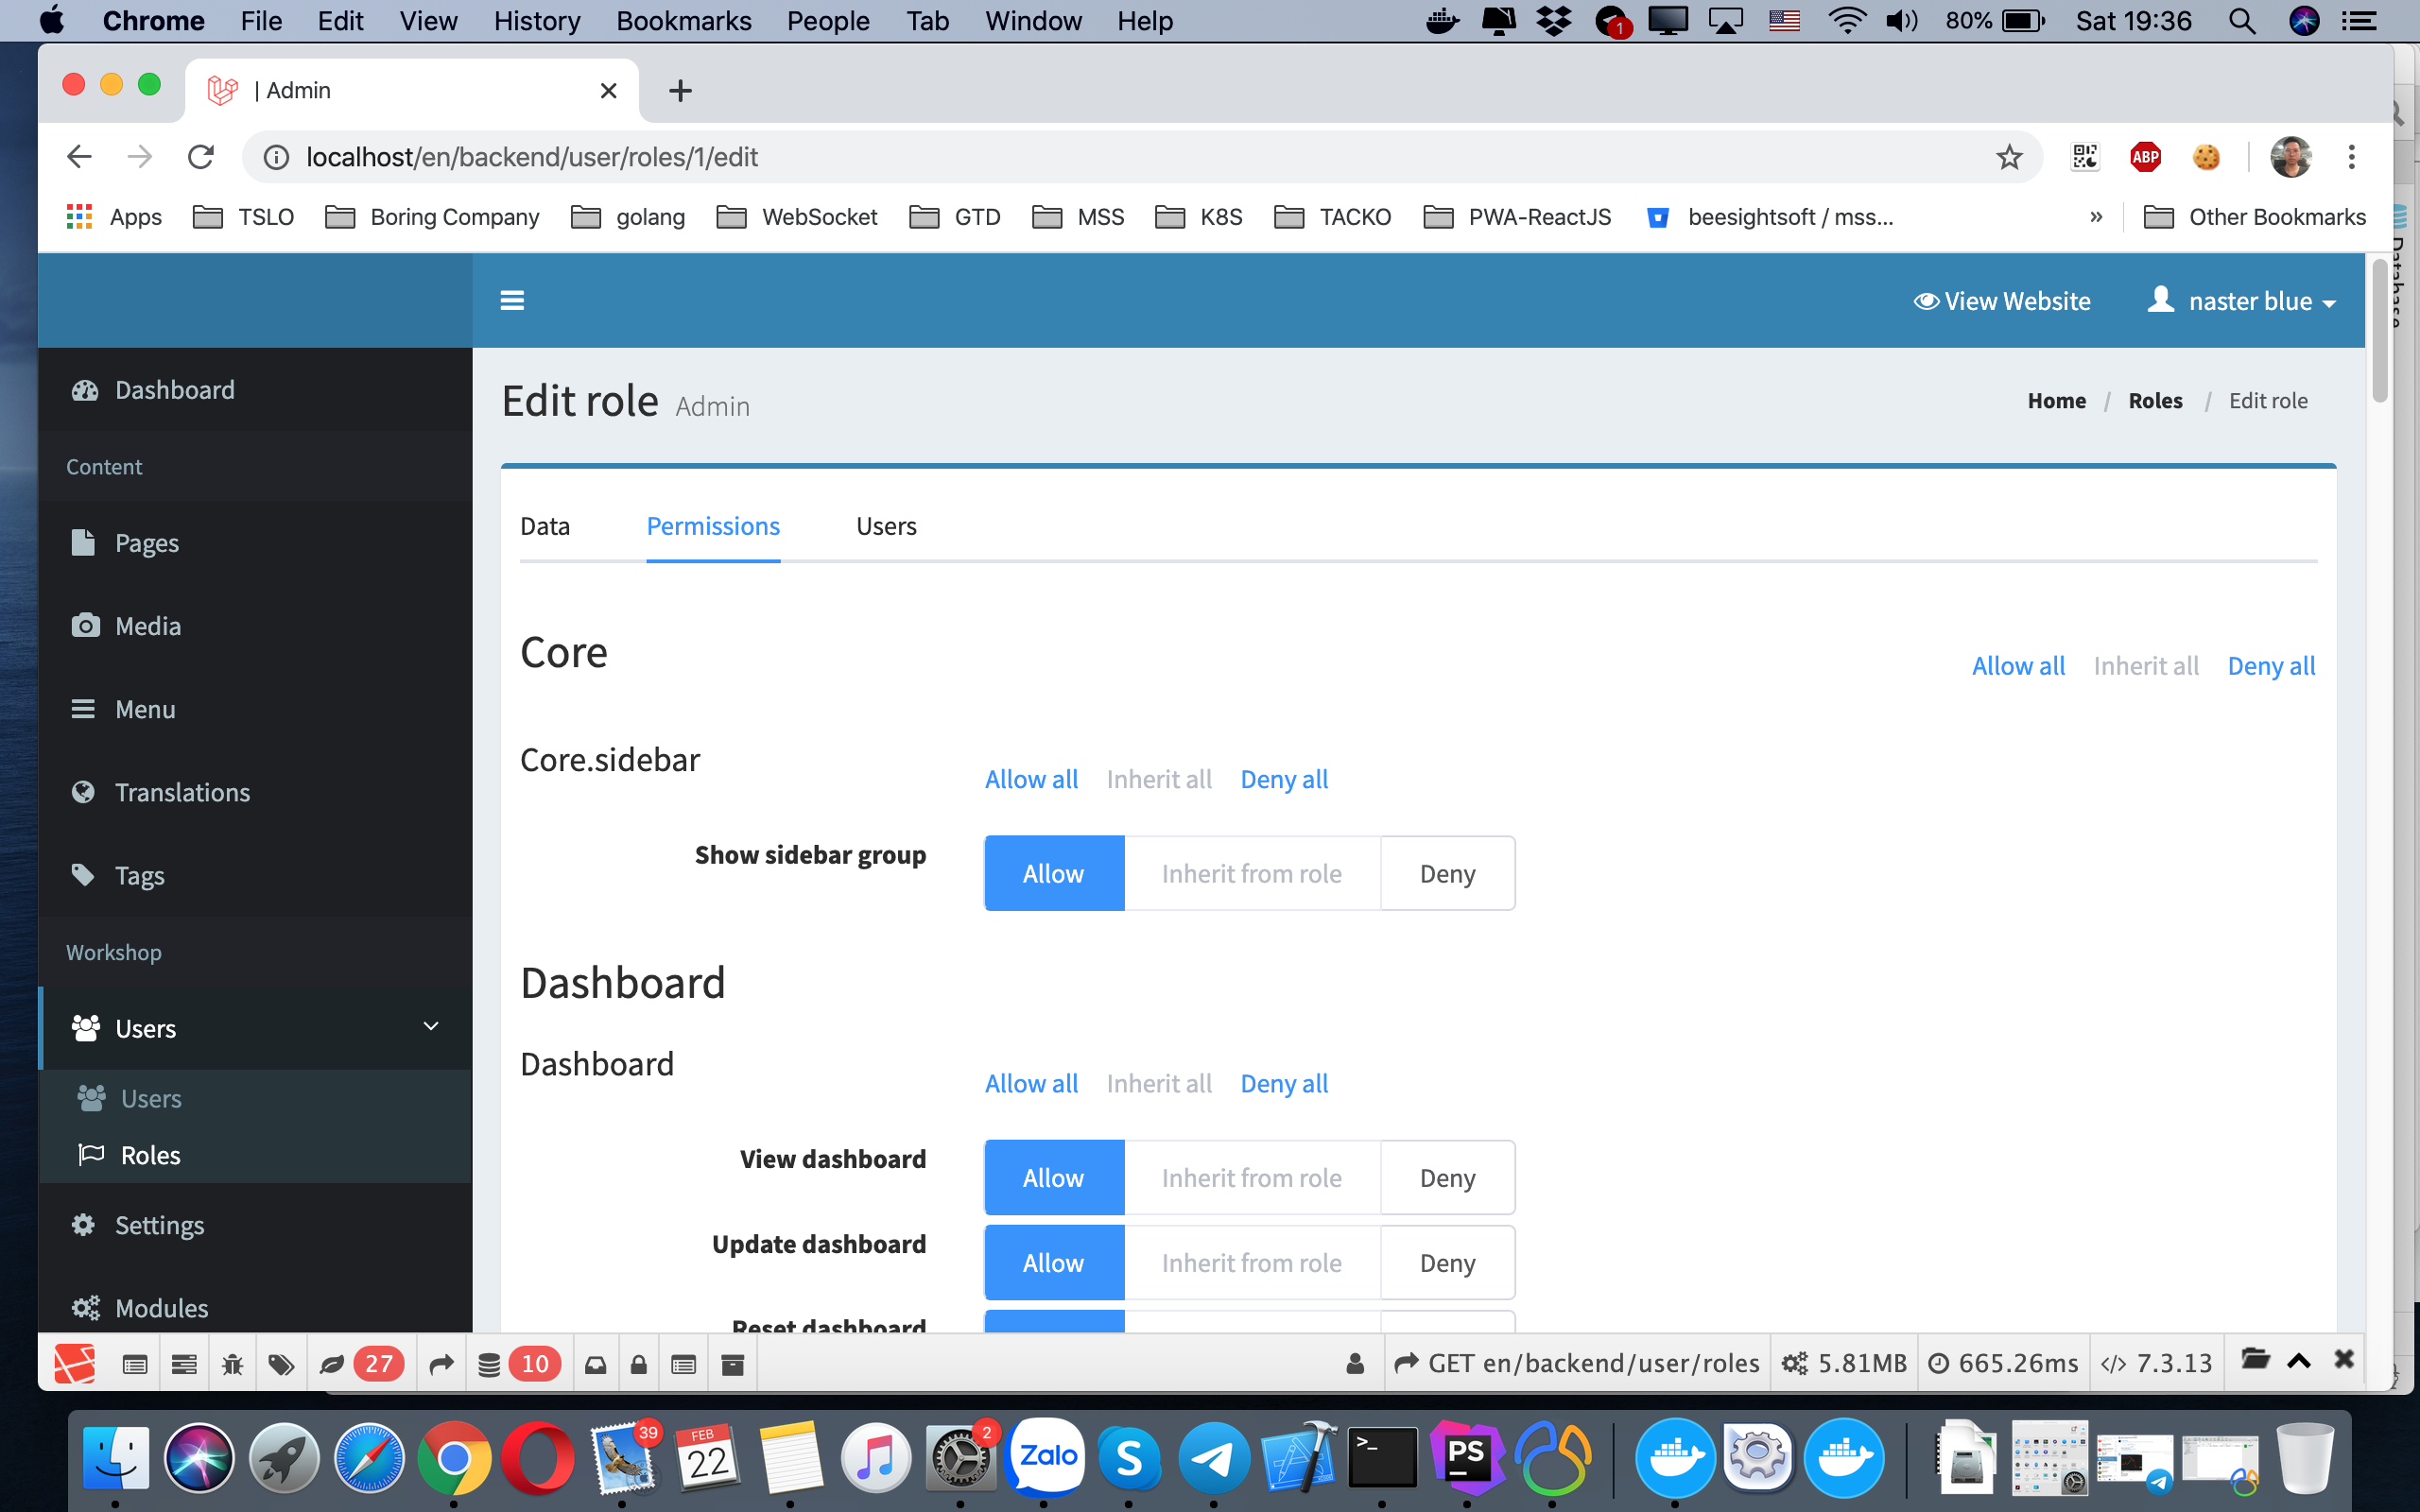 Chrome File Edit View History Bookmarks People Tab Window Help 1 80% Sat 19:36
| Admin
localhost/en/backend/user/roles/1/edit ABP
Apps TSLO Boring Company golang WebSocket GTD MSS K8S TACKO PWA-ReactJS beesightsoft / mss... » Other Bookmarks
Database
View Website naster blue
Dashboard
Content
Pages
Media
Menu
Translations
Tags
Workshop
Users
Users
Roles
Settings
Modules
Edit role Admin
Home / Roles / Edit role
Data Permissions Users
Core
Allow all Inherit all Deny all
Core.sidebar
Allow all Inherit all Deny all
Show sidebar group Allow Inherit from role Deny
Dashboard
Dashboard
Allow all Inherit all Deny all
View dashboard Allow Inherit from role Deny
Update dashboard Allow Inherit from role Deny
Reset dashboard
27 10 GET en/backend/user/roles 5.81MB 665.26ms </> 7.3.13
39 FEB 22 2 Zalo S >_ PS